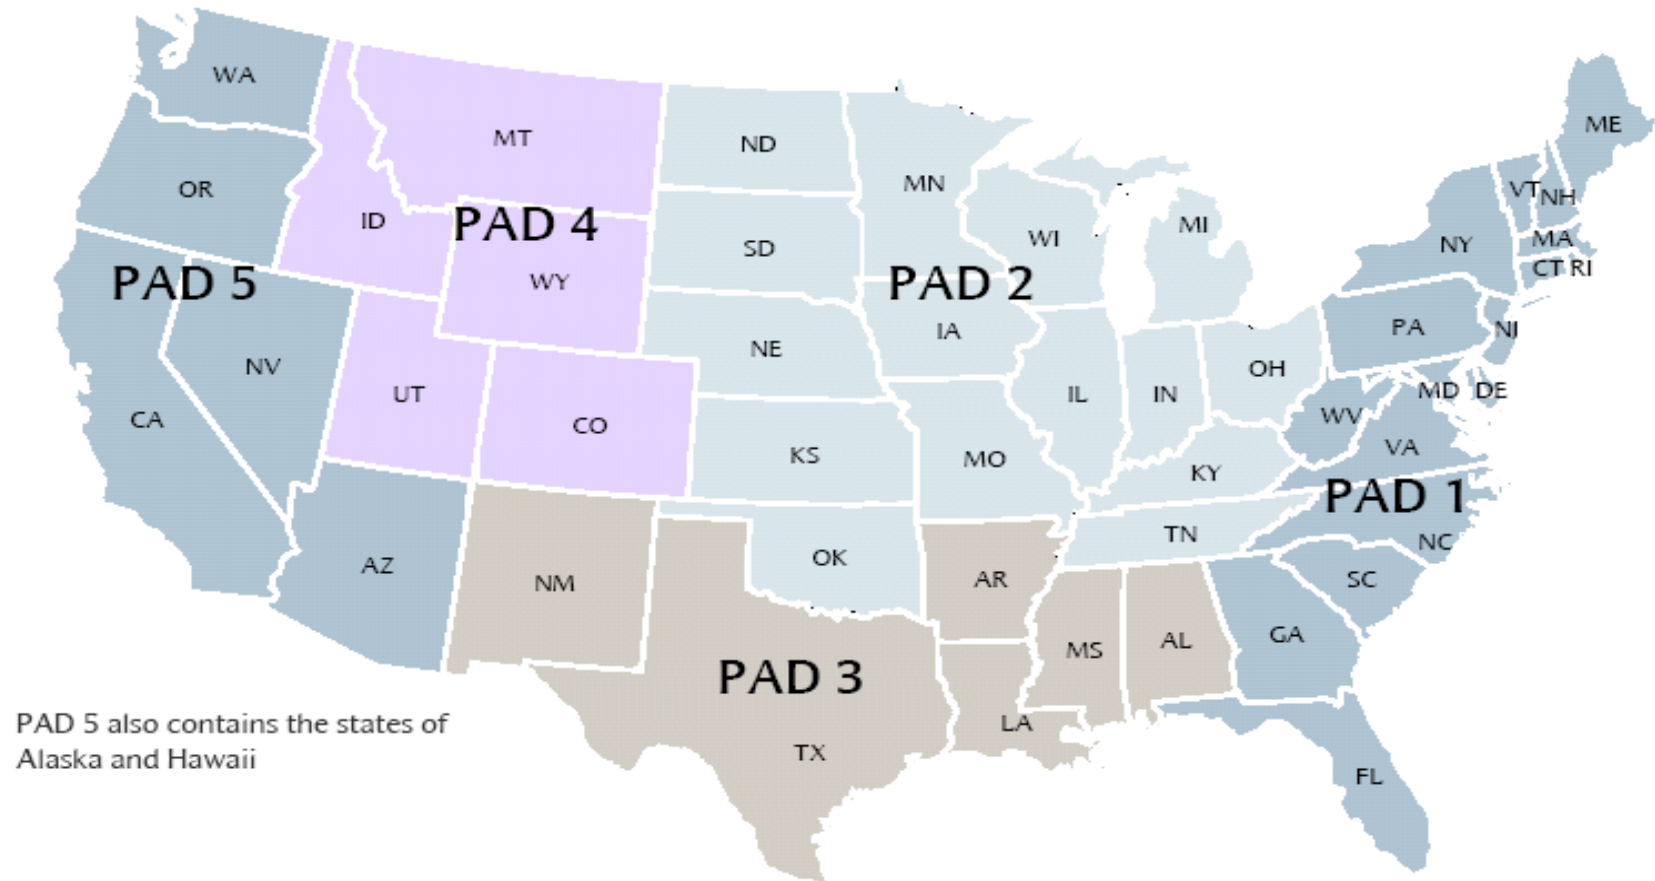 WA
ME
MT
ND
VT
NH
MN
OR
ID
PAD 4
MI
WI
MA
NY
SD
CT RI
PAD 5
WY
PAD 2
IA
PA
NJ
NE
NV
UT
OH
IL
IN
MD
DE
CA
CO
WV
VA
KS
MO
KY
PAD 1
TN
NC
OK
AZ
NM
AR
SC
GA
MS
AL
PAD 3
LA
PAD 5 also contains the states of
Alaska and Hawaii
TX
FL